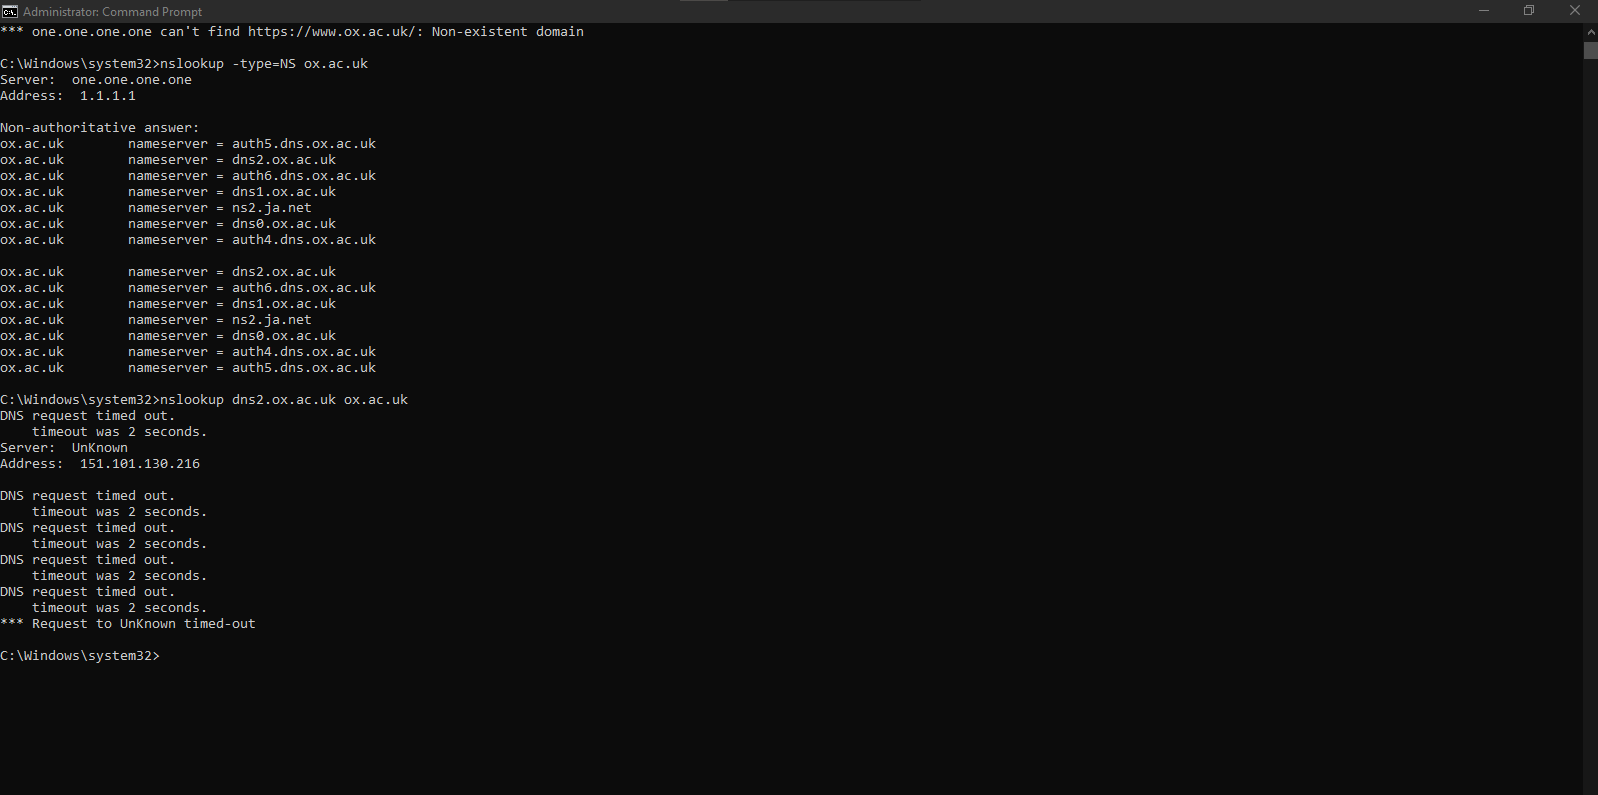 Administrator: Command Prompt
*** one.one.one.one can't find https://www.ox.ac.uk/: Non-existent domain
C:\Windows\system32>nslookup -type=NS ox.ac.uk
Server:  one.one.one.one
Address:  1.1.1.1
Non-authoritative answer:
ox.ac.uk        nameserver = auth5.dns.ox.ac.uk
ox.ac.uk        nameserver = dns2.ox.ac.uk
ox.ac.uk        nameserver = auth6.dns.ox.ac.uk
ox.ac.uk        nameserver = dns1.ox.ac.uk
ox.ac.uk        nameserver = ns2.ja.net
ox.ac.uk        nameserver = dns0.ox.ac.uk
ox.ac.uk        nameserver = auth4.dns.ox.ac.uk
ox.ac.uk        nameserver = dns2.ox.ac.uk
ox.ac.uk        nameserver = auth6.dns.ox.ac.uk
ox.ac.uk        nameserver = dns1.ox.ac.uk
ox.ac.uk        nameserver = ns2.ja.net
ox.ac.uk        nameserver = dns0.ox.ac.uk
ox.ac.uk        nameserver = auth4.dns.ox.ac.uk
ox.ac.uk        nameserver = auth5.dns.ox.ac.uk
C:\Windows\system32>nslookup dns2.ox.ac.uk ox.ac.uk
DNS request timed out.
    timeout was 2 seconds.
Server:  UnKnown
Address:  151.101.130.216
DNS request timed out.
    timeout was 2 seconds.
DNS request timed out.
    timeout was 2 seconds.
DNS request timed out.
    timeout was 2 seconds.
DNS request timed out.
    timeout was 2 seconds.
*** Request to UnKnown timed-out
C:\Windows\system32>